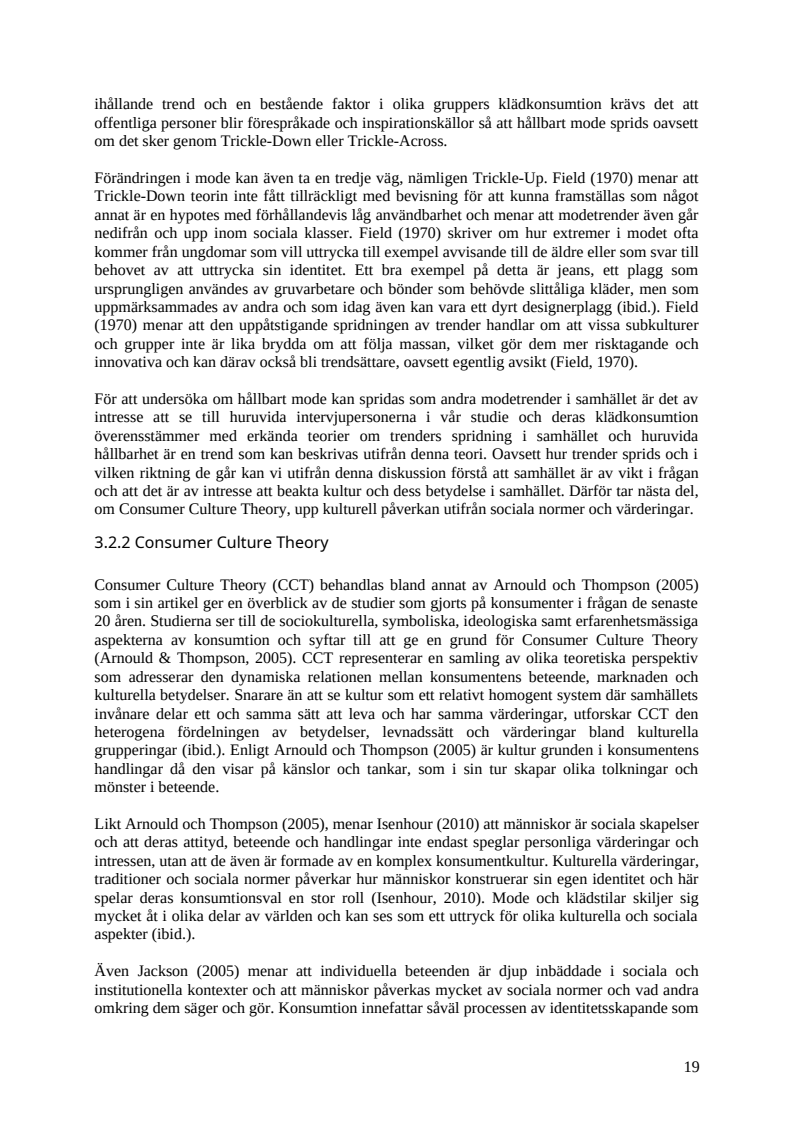 ihållande trend och en bestående faktor i olika gruppers klädkonsumtion krävs det att
offentliga personer blir förespråkade och inspirationskällor så att hållbart mode sprids oavsett
om det sker genom Trickle-Down eller Trickle-Across.
Förändringen i mode kan även ta en tredje väg, nämligen Trickle-Up. Field (1970) menar att
Trickle-Down teorin inte fått tillräckligt med bevisning för att kunna framställas som något
annat är en hypotes med förhållandevis låg användbarhet och menar att modetrender även går
nedifrån och upp inom sociala klasser. Field (1970) skriver om hur extremer i modet ofta
kommer från ungdomar som vill uttrycka till exempel avvisande till de äldre eller som svar till
behovet av att uttrycka sin identitet. Ett bra exempel på detta är jeans, ett plagg som
ursprungligen användes av gruvarbetare och bönder som behövde slittåliga kläder, men som
uppmärksammades av andra och som idag även kan vara ett dyrt designerplagg (ibid.). Field
(1970) menar att den uppåtstigande spridningen av trender handlar om att vissa subkulturer
och grupper inte är lika brydda om att följa massan, vilket gör dem mer risktagande och
innovativa och kan därav också bli trendsättare, oavsett egentlig avsikt (Field, 1970).
För att undersöka om hållbart mode kan spridas som andra modetrender i samhället är det av
intresse att se till huruvida intervjupersonerna i vår studie och deras klädkonsumtion
överensstämmer med erkända teorier om trenders spridning i samhället och huruvida
hållbarhet är en trend som kan beskrivas utifrån denna teori. Oavsett hur trender sprids och i
vilken riktning de går kan vi utifrån denna diskussion förstå att samhället är av vikt i frågan
och att det är av intresse att beakta kultur och dess betydelse i samhället. Därför tar nästa del,
om Consumer Culture Theory, upp kulturell påverkan utifrån sociala normer och värderingar.
3.2.2 Consumer Culture Theory
Consumer Culture Theory (CCT) behandlas bland annat av Arnould och Thompson (2005)
som i sin artikel ger en överblick av de studier som gjorts på konsumenter i frågan de senaste
20 åren. Studierna ser till de sociokulturella, symboliska, ideologiska samt erfarenhetsmässiga
aspekterna av konsumtion och syftar till att ge en grund för Consumer Culture Theory
(Arnould & Thompson, 2005). CCT representerar en samling av olika teoretiska perspektiv
som adresserar den dynamiska relationen mellan konsumentens beteende, marknaden och
kulturella betydelser. Snarare än att se kultur som ett relativt homogent system där samhällets
invånare delar ett och samma sätt att leva och har samma värderingar, utforskar CCT den
heterogena fördelningen av betydelser, levnadssätt och värderingar bland kulturella
grupperingar (ibid.). Enligt Arnould och Thompson (2005) är kultur grunden i konsumentens
handlingar då den visar på känslor och tankar, som i sin tur skapar olika tolkningar och
mönster i beteende.
Likt Arnould och Thompson (2005), menar Isenhour (2010) att människor är sociala skapelser
och att deras attityd, beteende och handlingar inte endast speglar personliga värderingar och
intressen, utan att de även är formade av en komplex konsumentkultur. Kulturella värderingar,
traditioner och sociala normer påverkar hur människor konstruerar sin egen identitet och här
spelar deras konsumtionsval en stor roll (Isenhour, 2010). Mode och klädstilar skiljer sig
mycket åt i olika delar av världen och kan ses som ett uttryck för olika kulturella och sociala
aspekter (ibid.).
Även Jackson (2005) menar att individuella beteenden är djup inbäddade i sociala och
institutionella kontexter och att människor påverkas mycket av sociala normer och vad andra
omkring dem säger och gör. Konsumtion innefattar såväl processen av identitetsskapande som
19